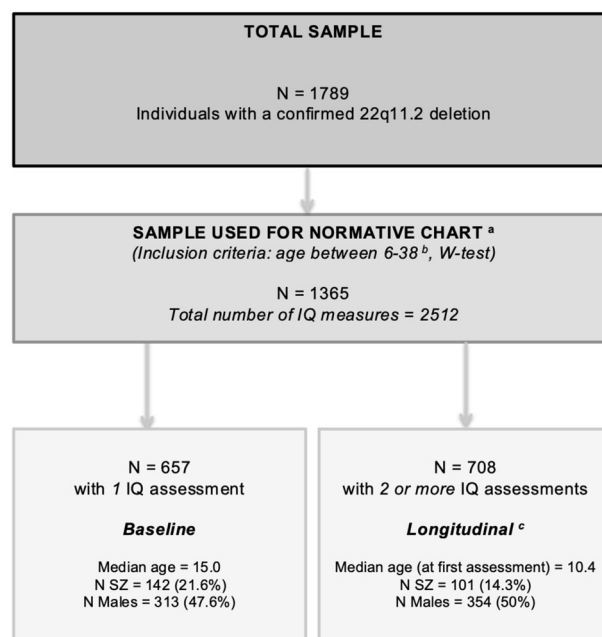 TOTAL SAMPLE
N = 1789
Individuals with a confirmed 22q11.2 deletion
SAMPLE USED FOR NORMATIVE CHART ᵃ
(Inclusion criteria: age between 6-38 ᵇ, W-test)
N = 1365
Total number of IQ measures = 2512
N = 657
with 1 IQ assessment
Baseline
Median age = 15.0
N SZ = 142 (21.6%)
N Males = 313 (47.6%)
N = 708
with 2 or more IQ assessments
Longitudinal ᶜ
Median age (at first assessment) = 10.4
N SZ = 101 (14.3%)
N Males = 354 (50%)